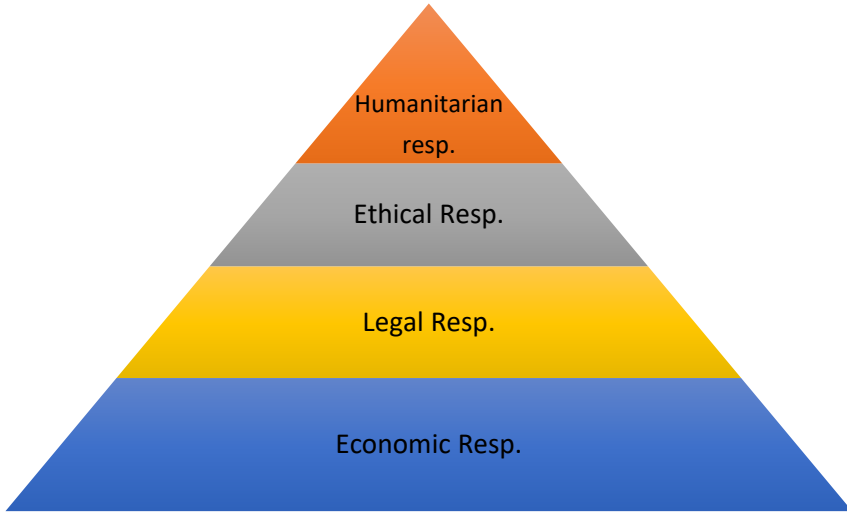 Humanitarian
resp.
Ethical Resp.
Legal Resp.
Economic Resp.